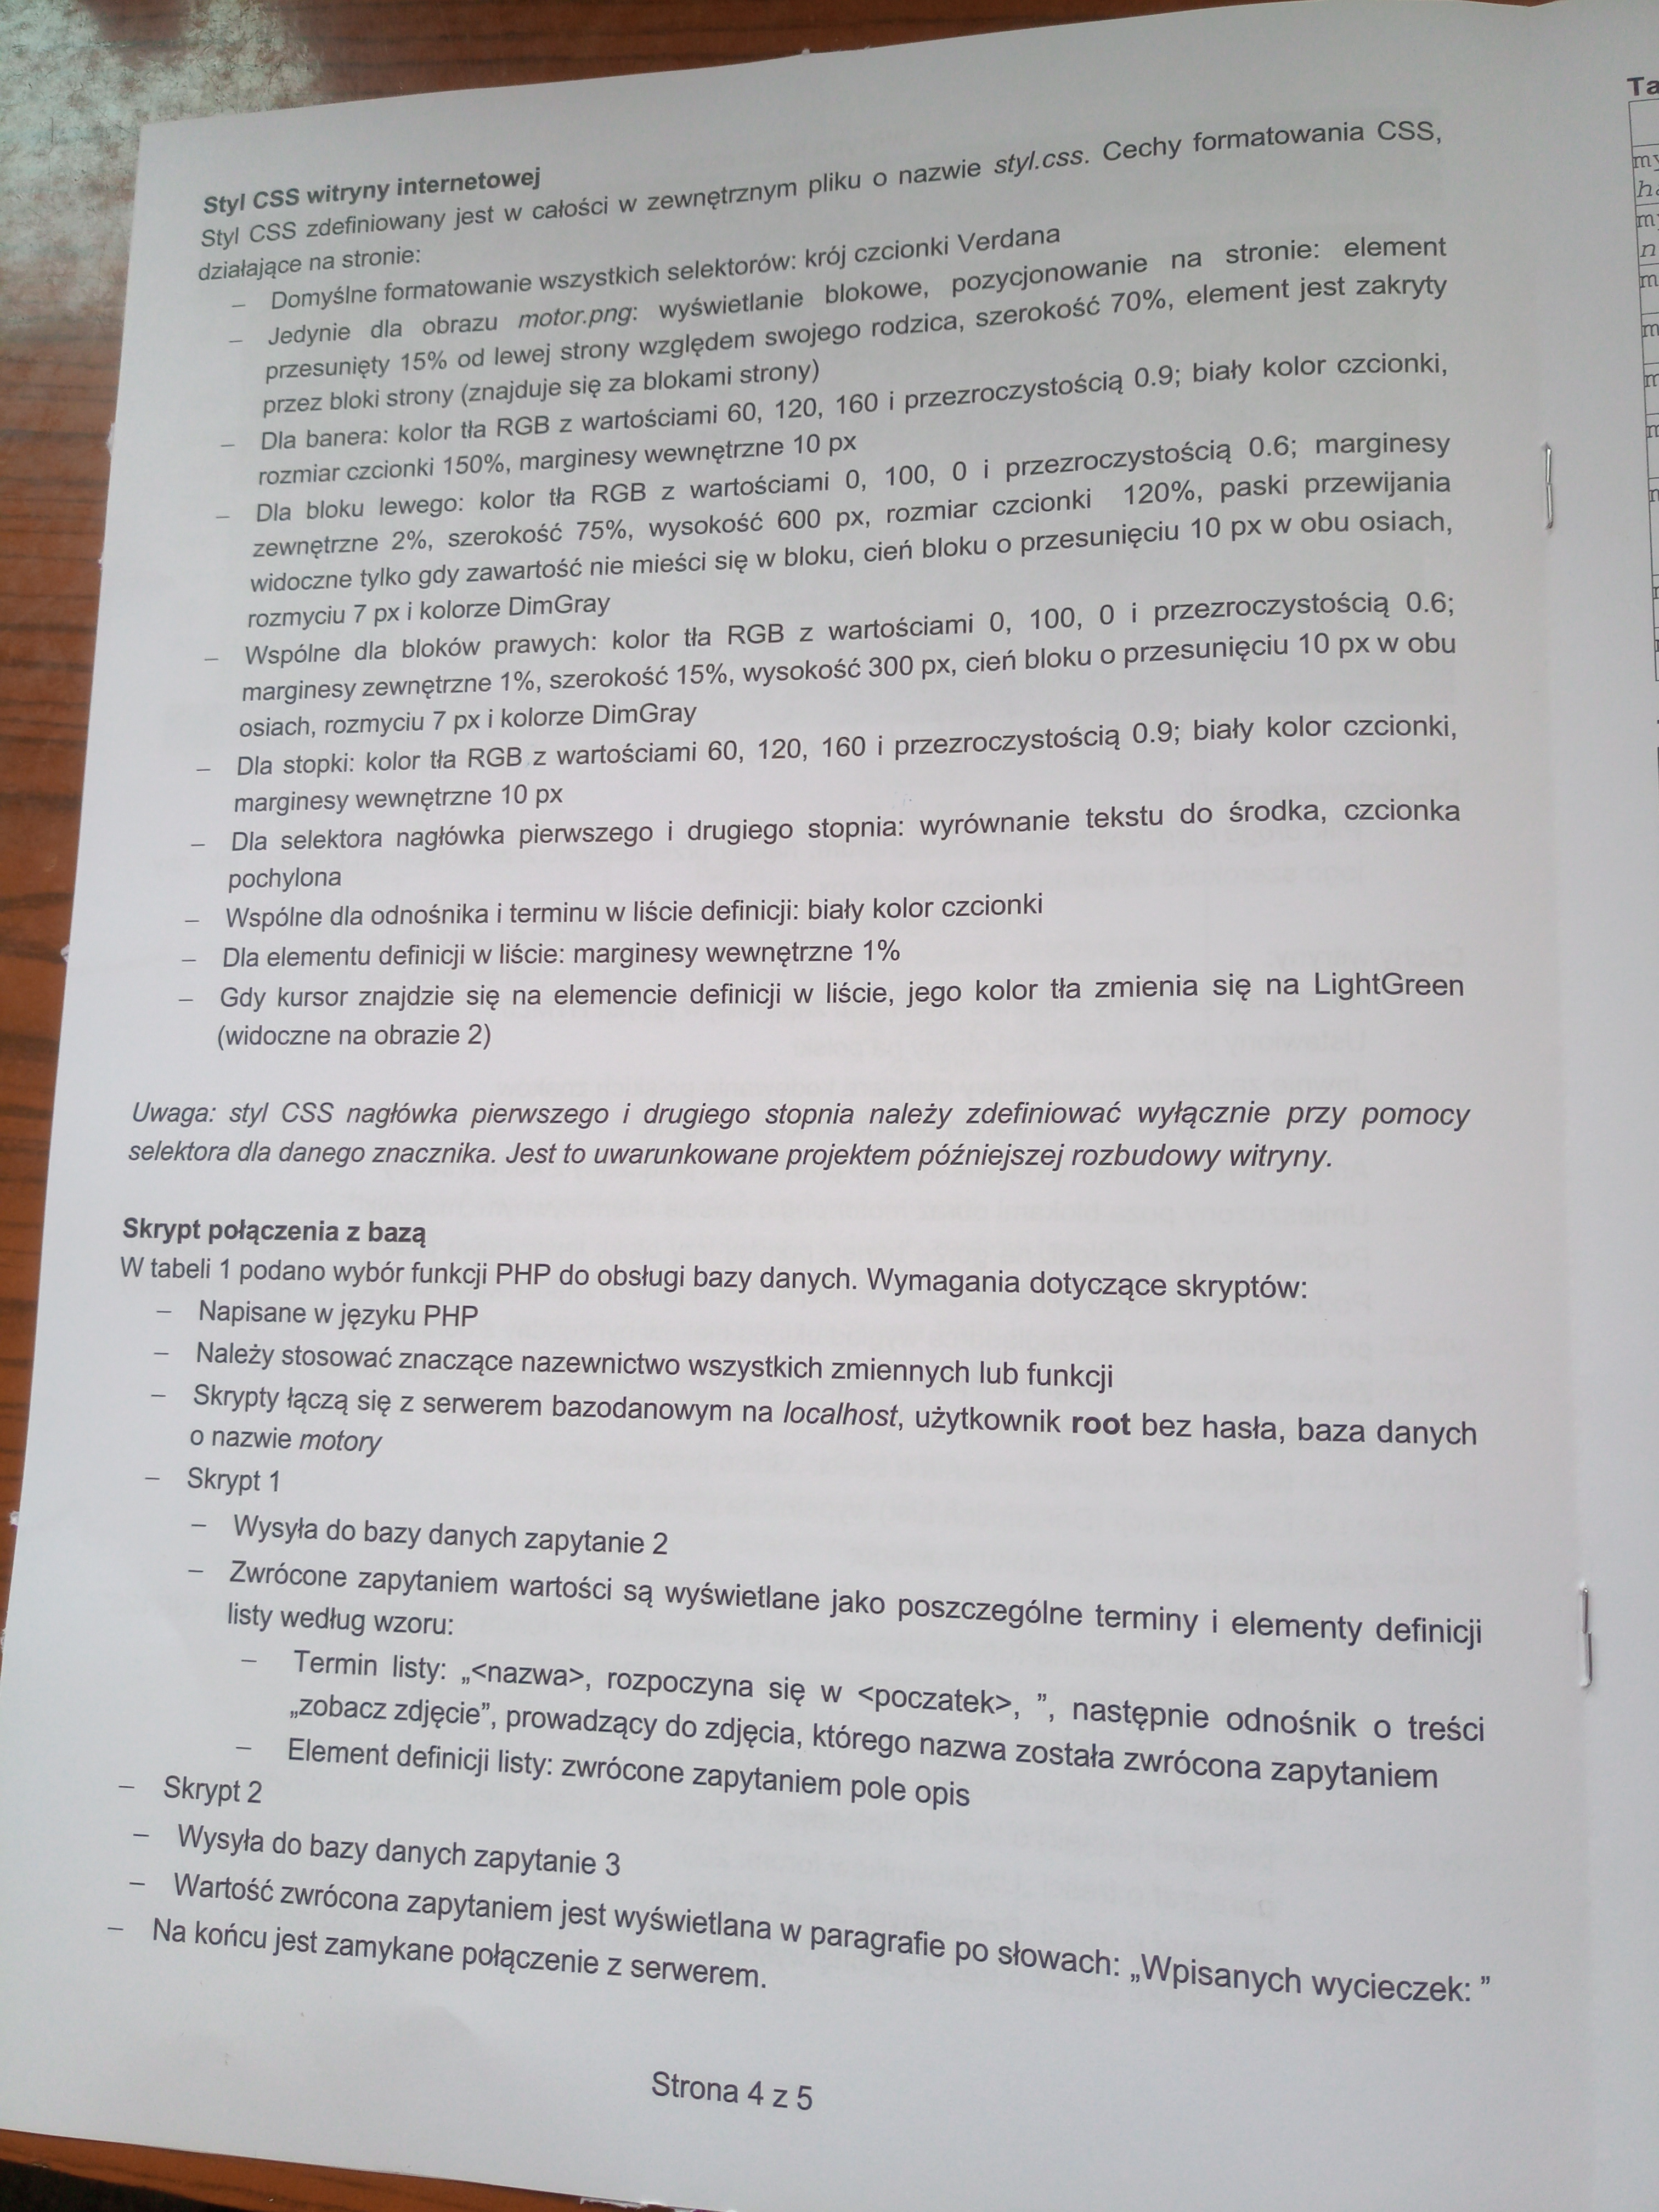 Styl CSS witryny internetowej
Styl CSS zdefiniowany jest w całości w zewnętrznym pliku o nazwie styl.css. Cechy formatowania CSS,
działające na stronie:
– Domyślne formatowanie wszystkich selektorów: krój czcionki Verdana
– Jedynie dla obrazu motor.png: wyświetlanie blokowe, pozycjonowanie na stronie: element
przesunięty 15% od lewej strony względem swojego rodzica, szerokość 70%, element jest zakryty
przez bloki strony (znajduje się za blokami strony)
– Dla banera: kolor tła RGB z wartościami 60, 120, 160 i przezroczystością 0.9; biały kolor czcionki,
rozmiar czcionki 150%, marginesy wewnętrzne 10 px
– Dla bloku lewego: kolor tła RGB z wartościami 0, 100, 0 i przezroczystością 0.6; marginesy
zewnętrzne 2%, szerokość 75%, wysokość 600 px, rozmiar czcionki 120%, paski przewijania
widoczne tylko gdy zawartość nie mieści się w bloku, cień bloku o przesunięciu 10 px w obu osiach,
rozmyciu 7 px i kolorze DimGray
– Wspólne dla bloków prawych: kolor tła RGB z wartościami 0, 100, 0 i przezroczystością 0.6;
marginesy zewnętrzne 1%, szerokość 15%, wysokość 300 px, cień bloku o przesunięciu 10 px w obu
osiach, rozmyciu 7 px i kolorze DimGray
– Dla stopki: kolor tła RGB z wartościami 60, 120, 160 i przezroczystością 0.9; biały kolor czcionki,
marginesy wewnętrzne 10 px
– Dla selektora nagłówka pierwszego i drugiego stopnia: wyrównanie tekstu do środka, czcionka
pochylona
– Wspólne dla odnośnika i terminu w liście definicji: biały kolor czcionki
– Dla elementu definicji w liście: marginesy wewnętrzne 1%
– Gdy kursor znajdzie się na elemencie definicji w liście, jego kolor tła zmienia się na LightGreen
(widoczne na obrazie 2)
Uwaga: styl CSS nagłówka pierwszego i drugiego stopnia należy zdefiniować wyłącznie przy pomocy
selektora dla danego znacznika. Jest to uwarunkowane projektem późniejszej rozbudowy witryny.
Skrypt połączenia z bazą
W tabeli 1 podano wybór funkcji PHP do obsługi bazy danych. Wymagania dotyczące skryptów:
– Napisane w języku PHP
– Należy stosować znaczące nazewnictwo wszystkich zmiennych lub funkcji
– Skrypty łączą się z serwerem bazodanowym na localhost, użytkownik root bez hasła, baza danych
o nazwie motory
– Skrypt 1
– Wysyła do bazy danych zapytanie 2
– Zwrócone zapytaniem wartości są wyświetlane jako poszczególne terminy i elementy definicji
listy według wzoru:
– Termin listy: „<nazwa>, rozpoczyna się w <poczatek>, ”, następnie odnośnik o treści
„zobacz zdjęcie”, prowadzący do zdjęcia, którego nazwa została zwrócona zapytaniem
– Element definicji listy: zwrócone zapytaniem pole opis
– Skrypt 2
– Wysyła do bazy danych zapytanie 3
– Wartość zwrócona zapytaniem jest wyświetlana w paragrafie po słowach: „Wpisanych wycieczek: ”
– Na końcu jest zamykane połączenie z serwerem.
Strona 4 z 5